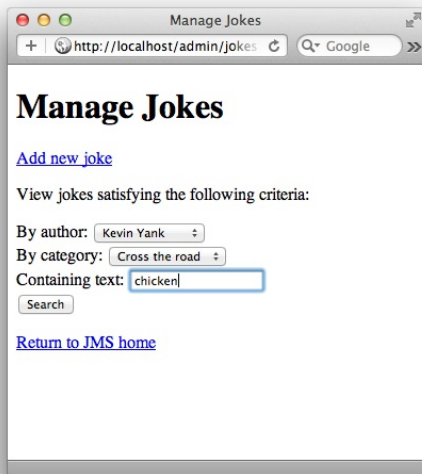 Manage Jokes
http://localhost/admin/jokes
Google
Manage Jokes
Add new joke
View jokes satisfying the following criteria:
By author: Kevin Yank
By category: Cross the road
Containing text: chicken
Search
Return to JMS home